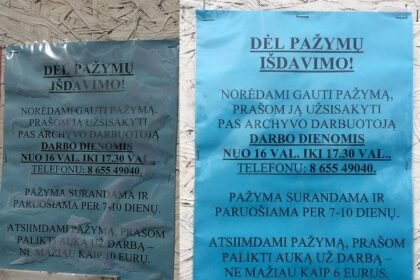 DĖL PAŽYMŲ
IŠDAVIMO!
NORĖDAMI GAUTI PAŽYMĄ,
PRAŠOM JĄ UŽSISAKYTI
PAS ARCHYVO DARBUOTOJĄ
DARBO DIENOMIS
NUO 16 VAL. IKI 17.30 VAL.,
TELEFONU: 8 655 49040.
PAŽYMA SURANDAMA IR
PARUOŠIAMA PER 7-10 DIENŲ.
ATSIIMDAMI PAŽYMĄ, PRAŠOM
PALIKTI AUKĄ UŽ DARBĄ –
NE MAŽIAU KAIP 10 EURŲ.
DĖL PAŽYMU
IŠDAVIMO!
NORĖDAMI GAUTI PAŽYMĄ,
PRAŠOM JĄ UŽSISAKYTI
PAS ARCHYVO DARBUOTOJĄ
DARBO DIENOMIS
NUO 16 VAL. IKI 17.30 VAL.,
TELEFONU: 8 655 49040.
PAŽYMA SURANDAMA IR
PARUOŠIAMA PER 7-10 DIENŲ.
ATSIIMDAMI PAŽYMĄ, PRAŠOM
PALIKTI AUKĄ UŽ DARBĄ –
NE MAŽIAU KAIP 6 EURUS.